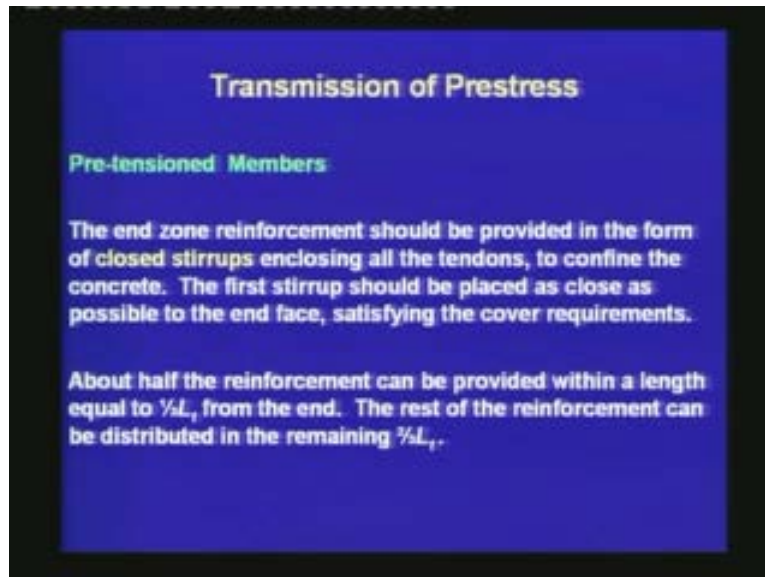 Transmission of Prestress
Pre-tensioned Members
The end zone reinforcement should be provided in the form
of closed stirrups enclosing all the tendons, to confine the
concrete. The first stirrup should be placed as close as
possible to the end face, satisfying the cover requirements.
About half the reinforcement can be provided within a length
equal to ⅓Lt from the end. The rest of the reinforcement can
be distributed in the remaining ⅔Lt.